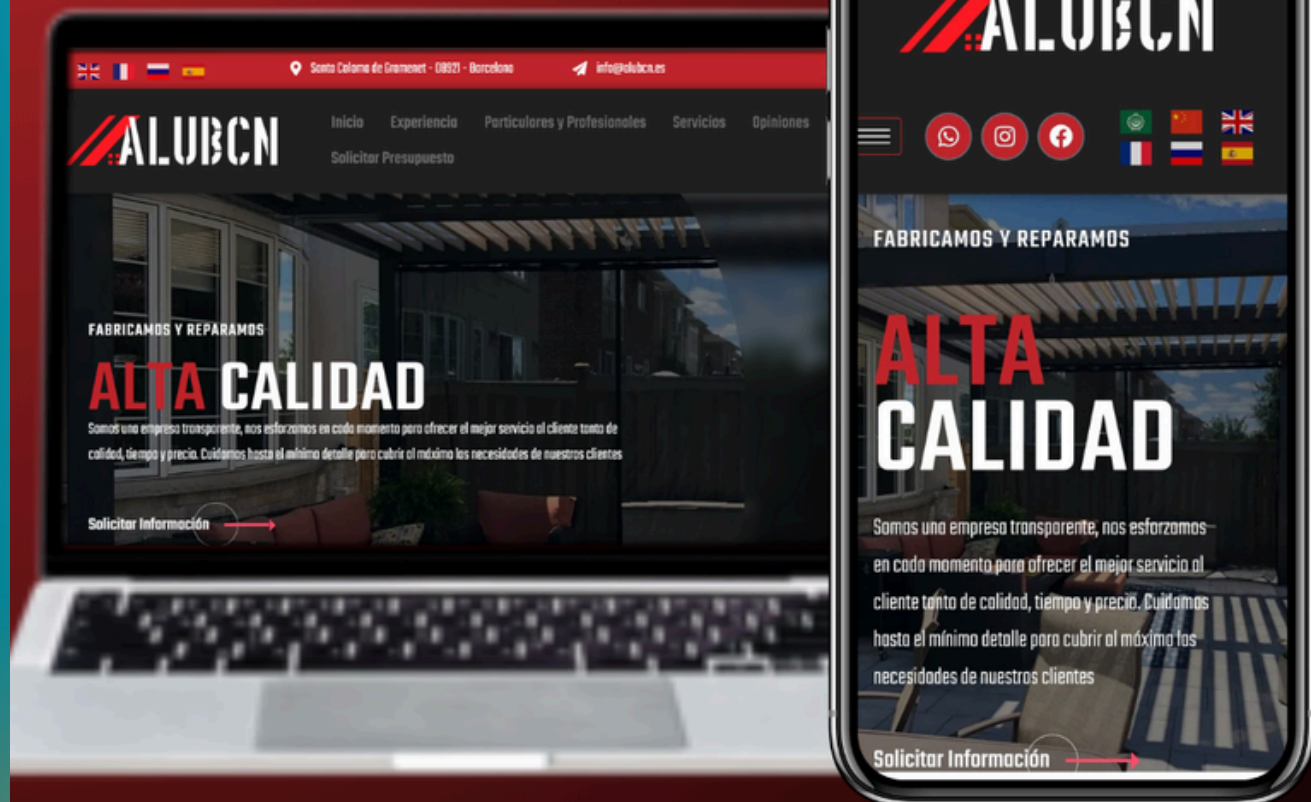 Santa Coloma de Gramenet - 08921 - Barcelona
info@alubcn.es
ALUBCN
Inicio Experiencia Particulares y Profesionales Servicios Opiniones
Solicitar Presupuesto
FABRICAMOS Y REPARAMOS
ALTA CALIDAD
Somos una empresa transparente, nos esforzamos en cada momento para ofrecer el mejor servicio al cliente tanto de
calidad, tiempo y precio. Cuidamos hasta el mínimo detalle para cubrir al máximo las necesidades de nuestros clientes
Solicitar Información
ALUBCN
FABRICAMOS Y REPARAMOS
ALTA
CALIDAD
Somos una empresa transparente, nos esforzamos
en cada momento para ofrecer el mejor servicio al
cliente tanto de calidad, tiempo y precio. Cuidamos
hasta el mínimo detalle para cubrir al máximo las
necesidades de nuestros clientes
Solicitar Información